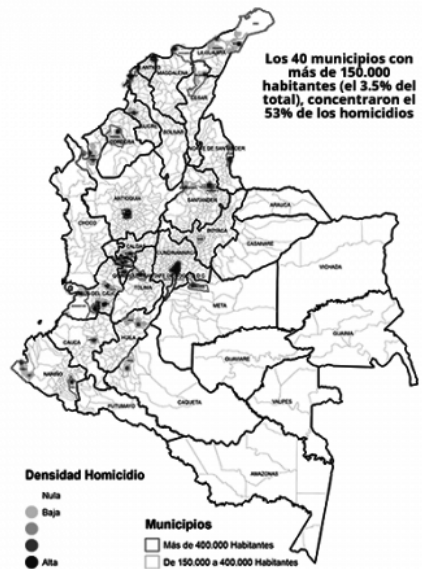 Los 40 municipios con
más de 150.000
habitantes (el 3.5% del
total), concentraron el
53% de los homicidios
LA GUAJIRA
MAGDALENA
CESAR
SUCRE
CORDOBA
BOLIVAR
NORTE DE SANTANDER
ANTIOQUIA
SANTANDER
ARAUCA
CHOCO
BOYACA
CASANARE
CALDAS
CUNDINAMARCA
VICHADA
TOLIMA
META
GUAINIA
CAUCA
HUILA
GUAVIARE
NARIÑO
CAQUETA
VAUPES
PUTUMAYO
AMAZONAS
Densidad Homicidio
Nula
Baja
Alta
Municipios
Más de 400.000 Habitantes
De 150.000 a 400.000 Habitantes